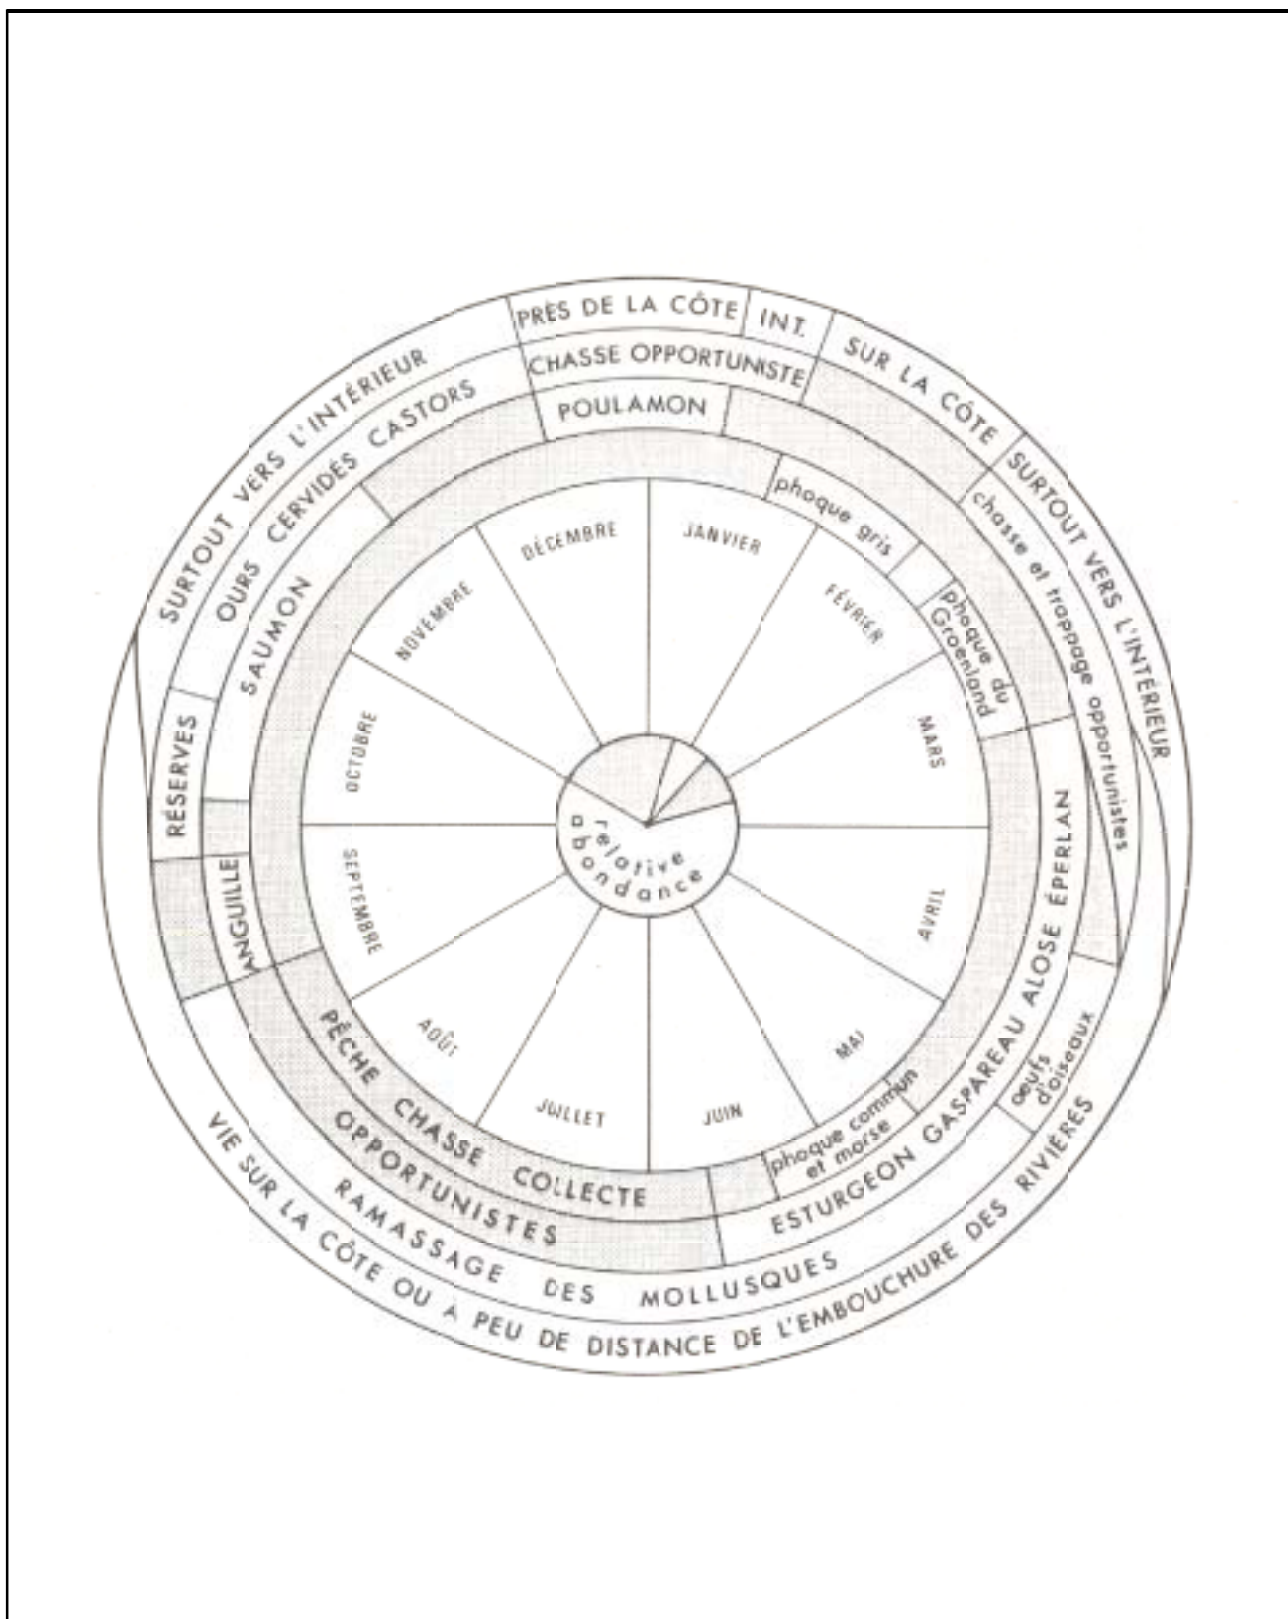 PRÈS DE LA CÔTE
INT.
SUR LA CÔTE
SURTOUT VERS L'INTÉRIEUR
CHASSE OPPORTUNISTE
POULAMON
chasse et trappage opportunistes
phoque gris
phoque du
Groenland
ESTURGEON GASPAREAU ALOSE ÉPERLAN
oeufs
d'oiseaux
phoque commun
et morse
VIE SUR LA CÔTE OU À PEU DE DISTANCE DE L'EMBOUCHURE DES RIVIÈRES
RAMASSAGE DES MOLLUSQUES
PÊCHE CHASSE COLLECTE
OPPORTUNISTES
ANGUILLE
RÉSERVES
SAUMON
OURS CERVIDÉS CASTORS
SURTOUT VERS L'INTÉRIEUR
JANVIER
FÉVRIER
MARS
AVRIL
MAI
JUIN
JUILLET
AOÛT
SEPTEMBRE
OCTOBRE
NOVEMBRE
DÉCEMBRE
relative
abondance